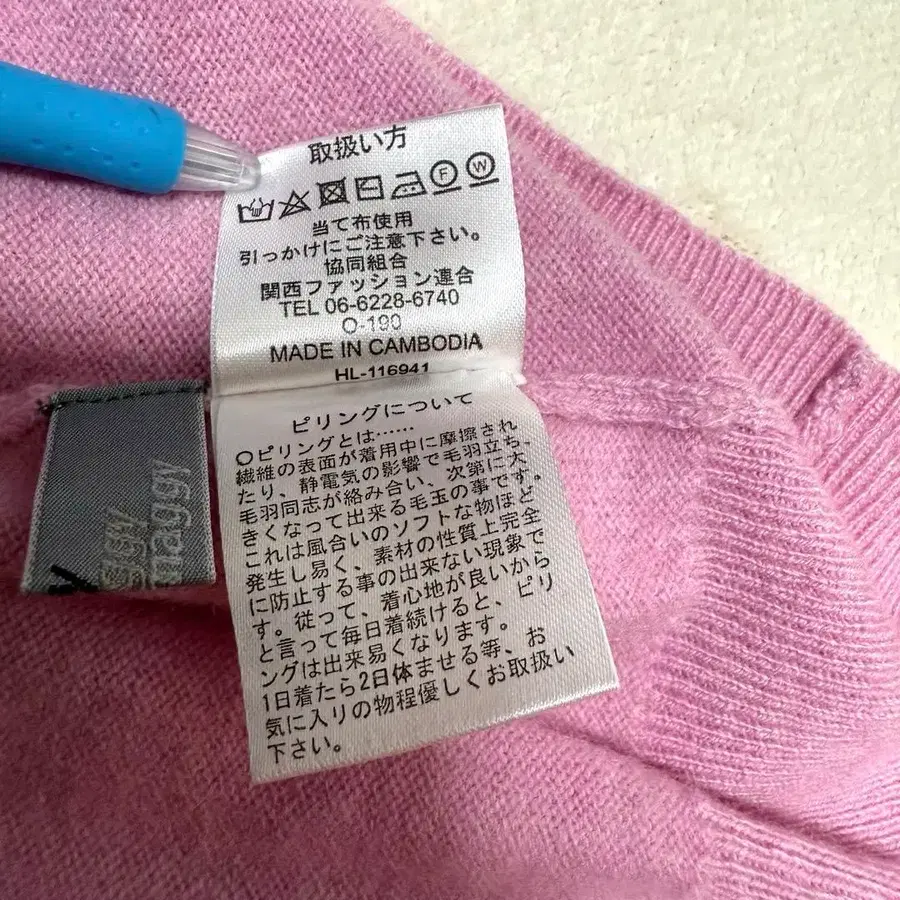 取扱い方
F W
当て布使用
引っかけにご注意下さい。
協同組合
関西ファッション連合
TEL 06-6228-6740
O-190
MADE IN CAMBODIA
HL-116941
ピリングについて
〇ピリングとは……
繊維の表面が着用中に摩擦され
たり、静電気の影響で毛羽立ち、
毛羽同志が絡み合い、次第に大
きくなって出来る毛玉の事です。
これは風合いのソフトな物ほど
発生し易く、素材の性質上完全
に防止する事の出来ない現象で
す。従って、着心地が良いから
と言って毎日着続けると、ピリ
ングは出来易くなります。
1日着たら2日休ませる等、お
気に入りの物程優しくお取扱い
下さい。